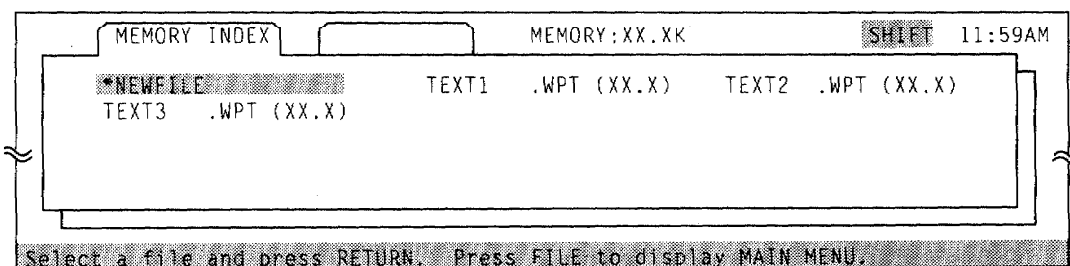 MEMORY INDEX MEMORY:XX.XK SHIFT 11:59AM
*NEWFILE TEXT1 .WPT (XX.X) TEXT2 .WPT (XX.X)
TEXT3 .WPT (XX.X)
Select a file and press RETURN. Press FILE to display MAIN MENU.